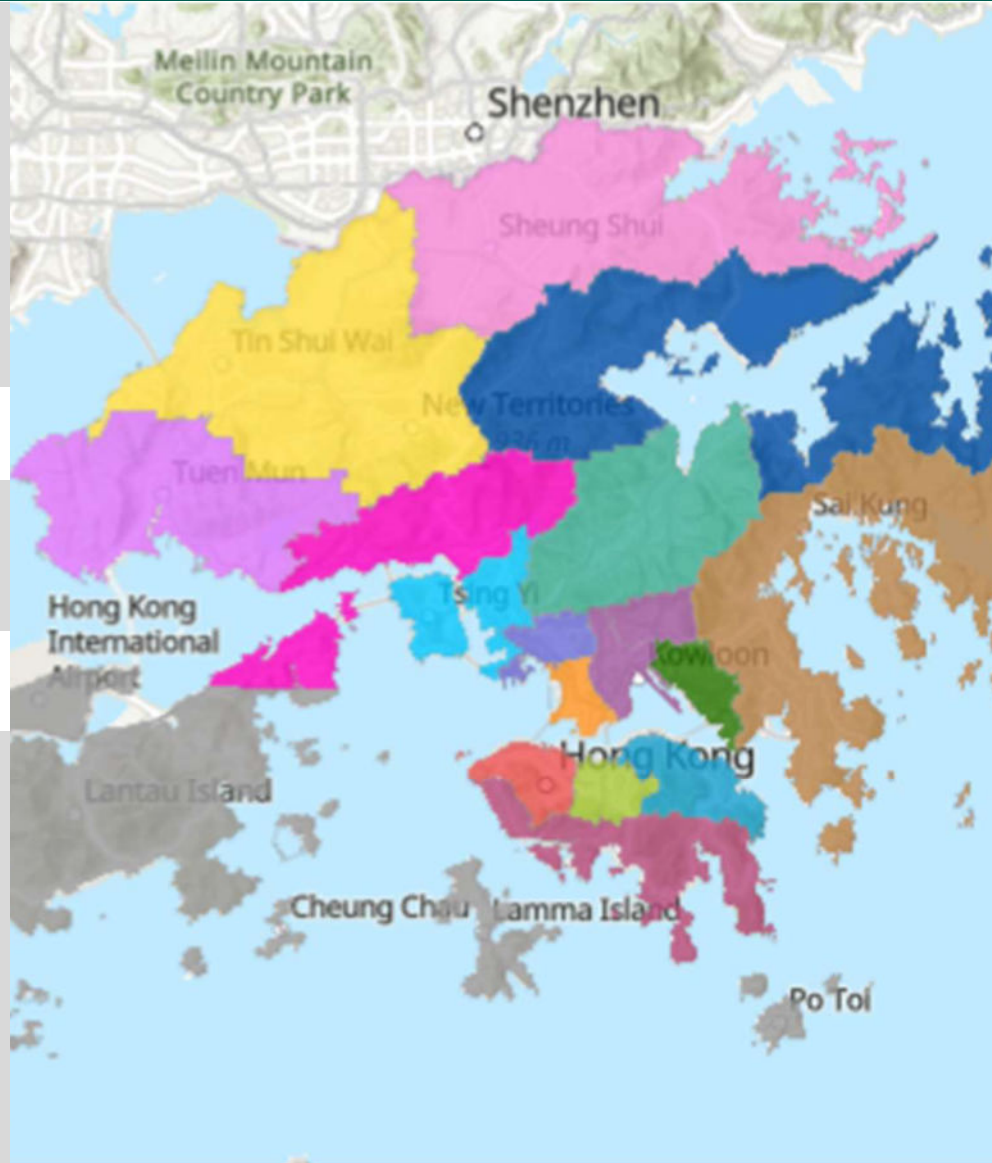 Meilin Mountain
Country Park
Shenzhen
Sheung Shui
Tin Shui Wai
New Territories
936 m
Tuen Mun
Sai Kung
Tsing Yi
Hong Kong
International
Airport
Kowloon
Hong Kong
Lantau Island
Cheung Chau
Lamma Island
Po Toi